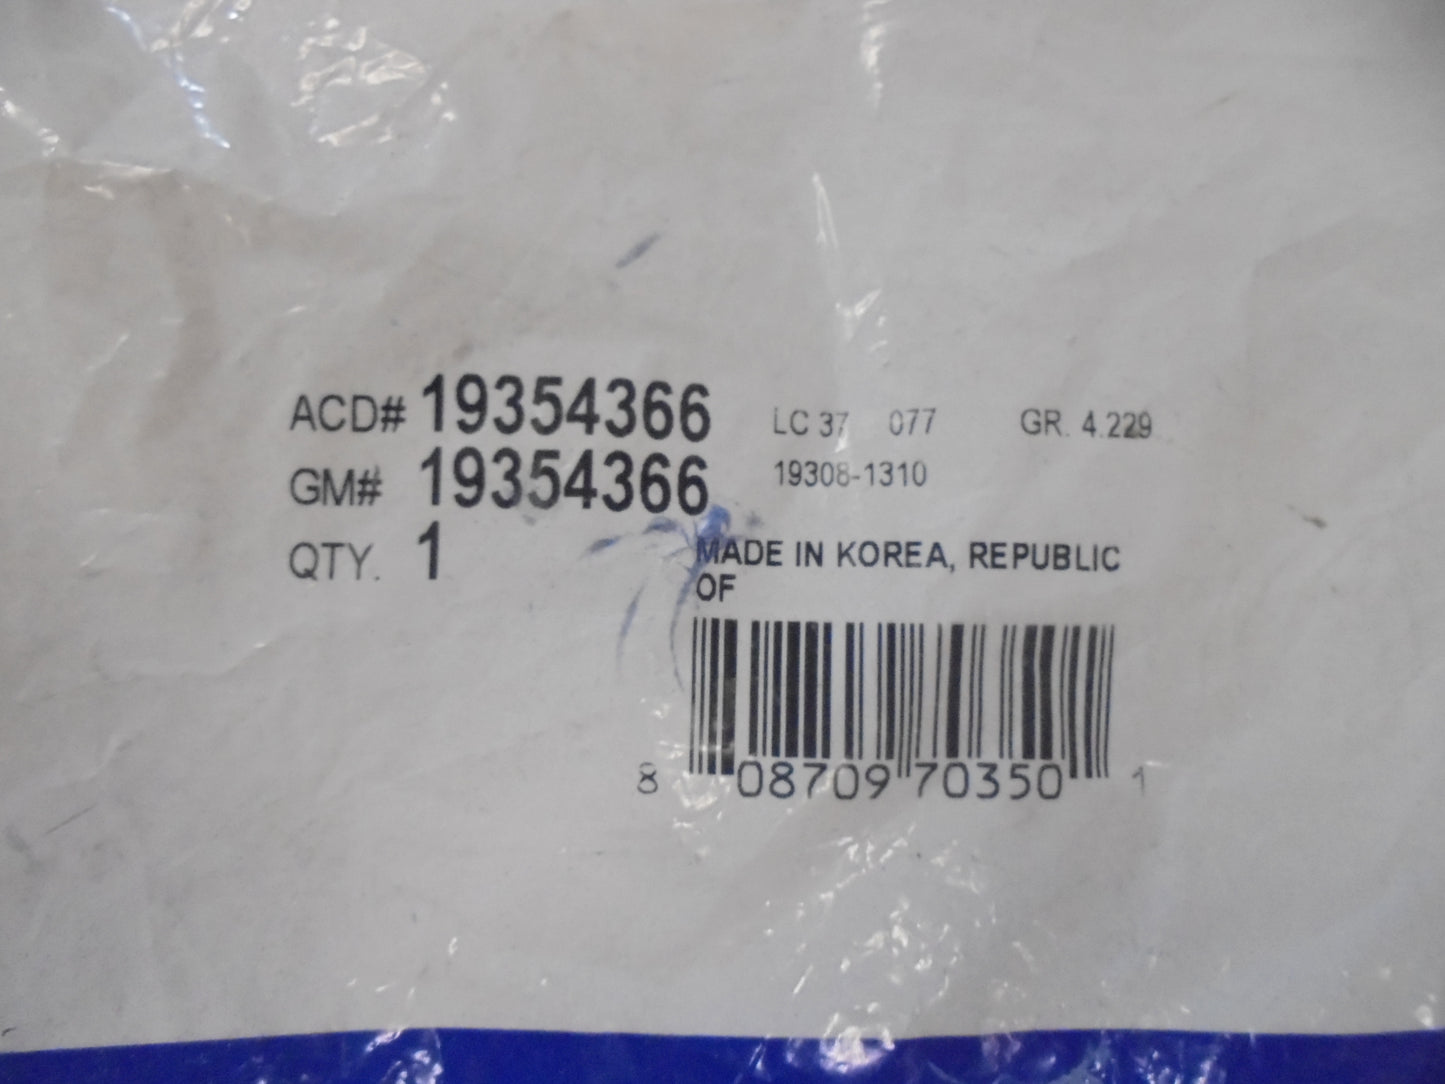 ACD# 19354366 LC 37 077 GR. 4.229
GM# 19354366 19308-1310
QTY. 1
MADE IN KOREA, REPUBLIC
OF
8 08709 70350 1